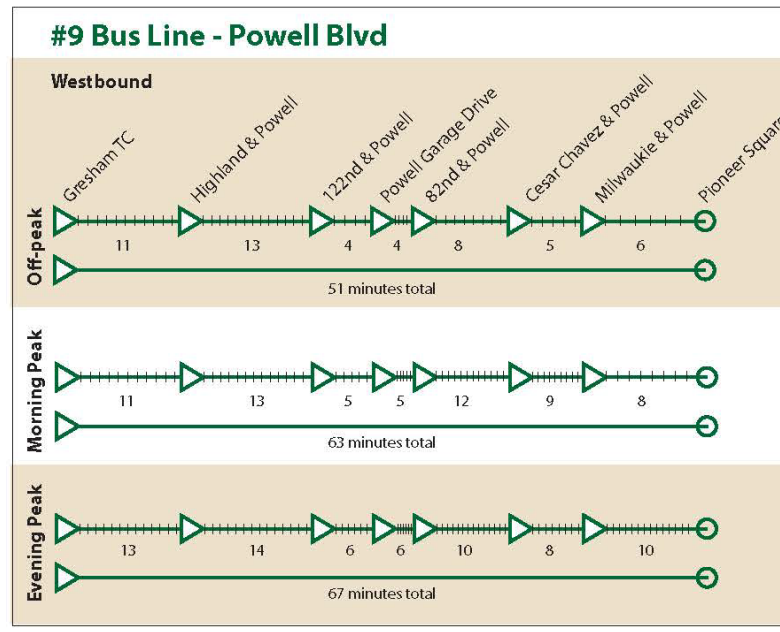 #9 Bus Line - Powell Blvd
Westbound
Gresham TC
Highland & Powell
122nd & Powell
Powell Garage Drive
82nd & Powell
Cesar Chavez & Powell
Milwaukie & Powell
Pioneer Square
Off-peak
11 13 4 4 8 5 6
51 minutes total
Morning Peak
11 13 5 5 12 9 8
63 minutes total
Evening Peak
13 14 6 6 10 8 10
67 minutes total